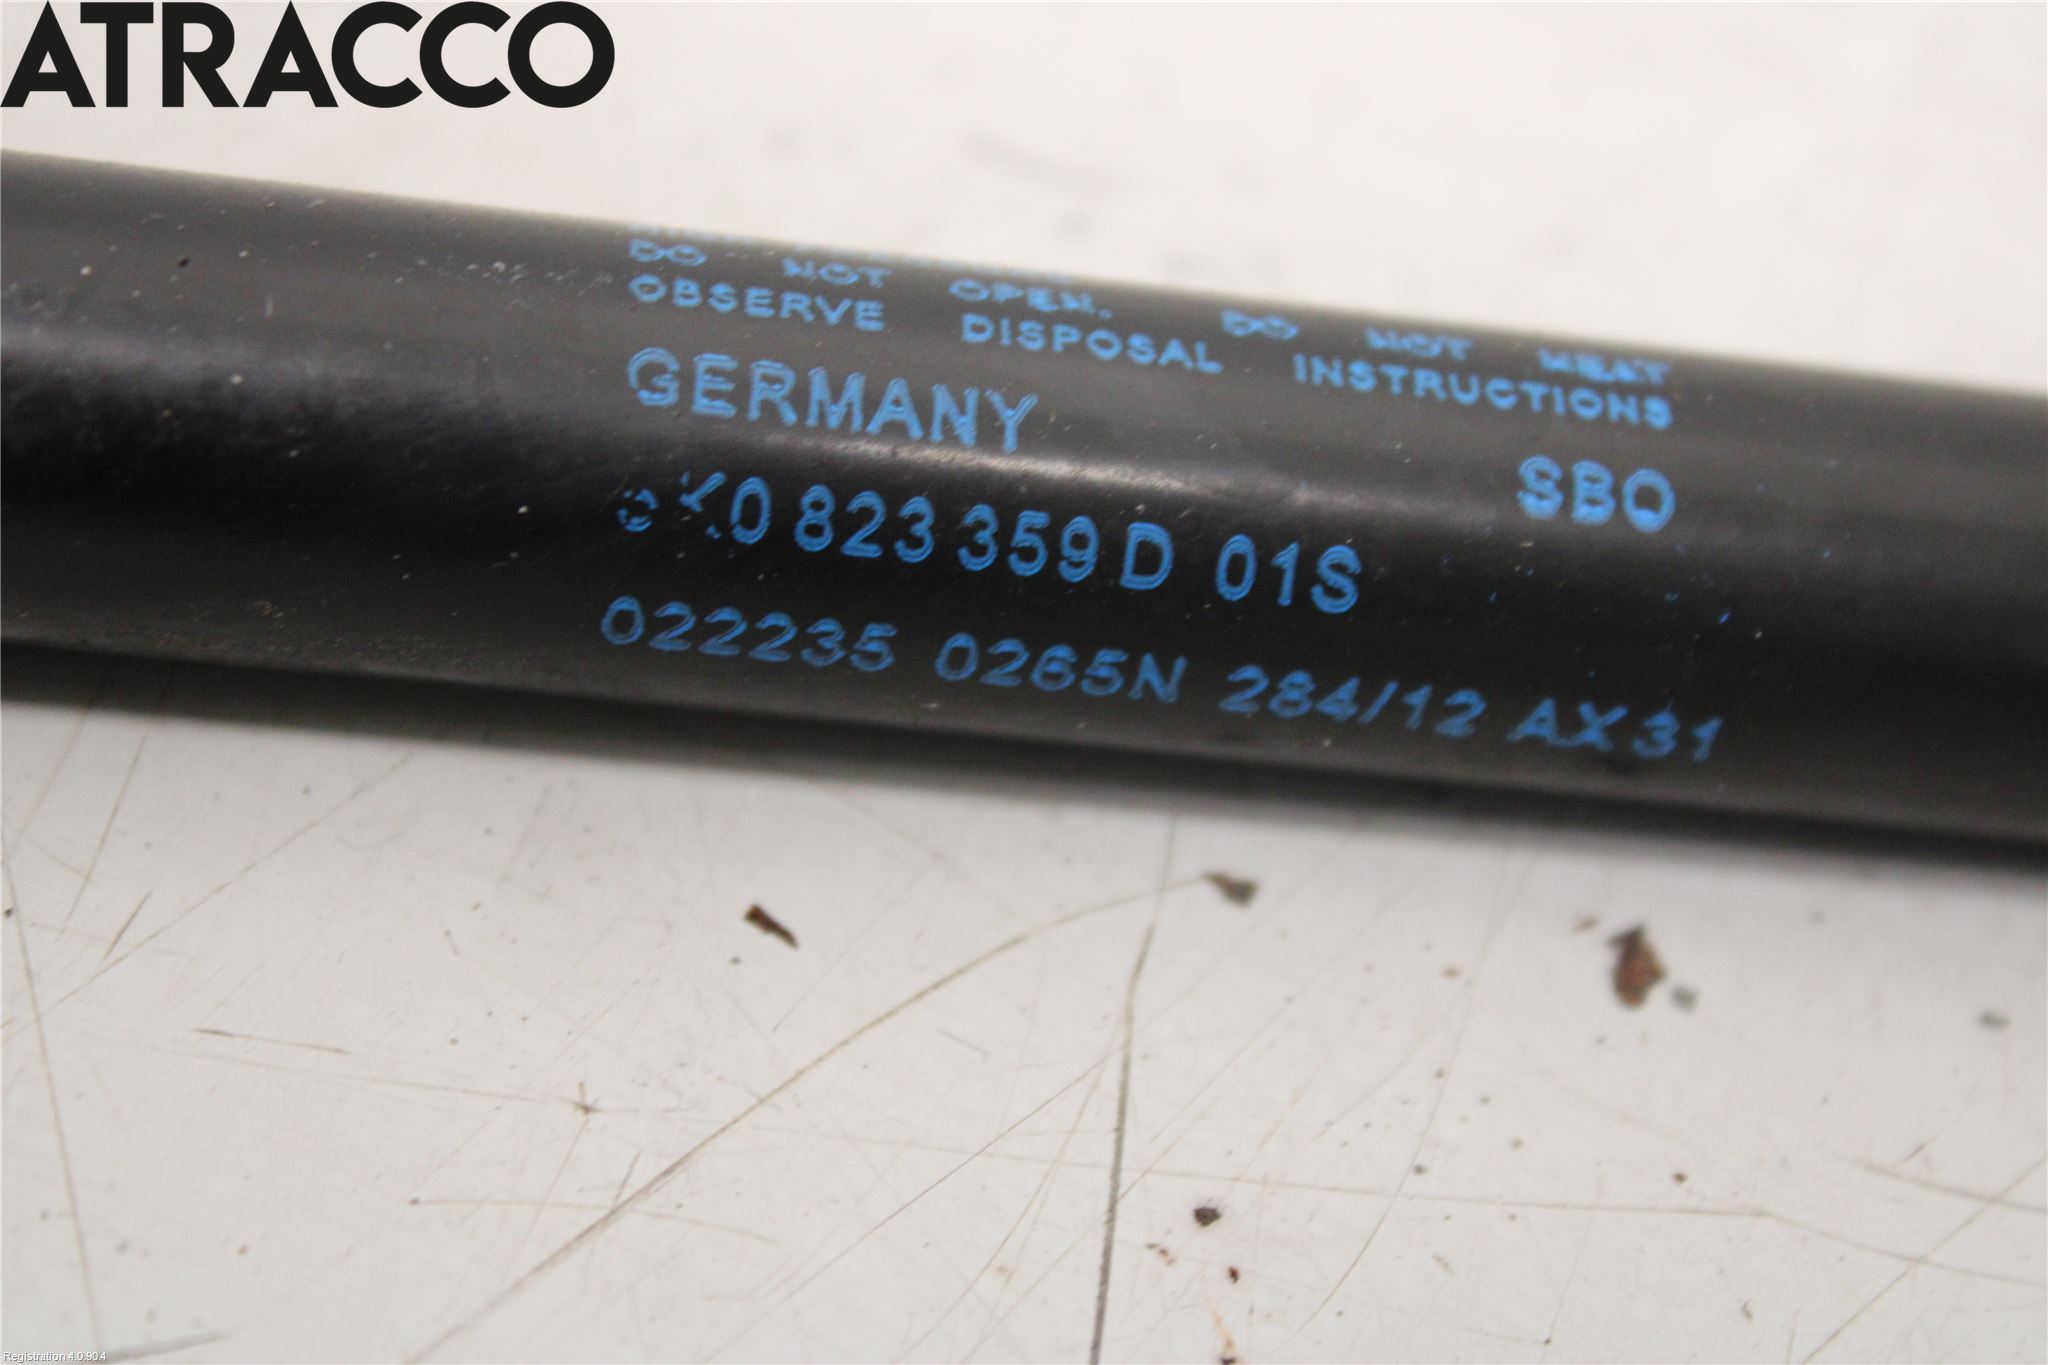 ATRACCO
DO NOT OPEN. DO NOT HEAT
OBSERVE DISPOSAL INSTRUCTIONS
GERMANY
SBO
8K0 823 359 D 01S
022235 0265N 284/12 AX31
Registration 4.0.90.4